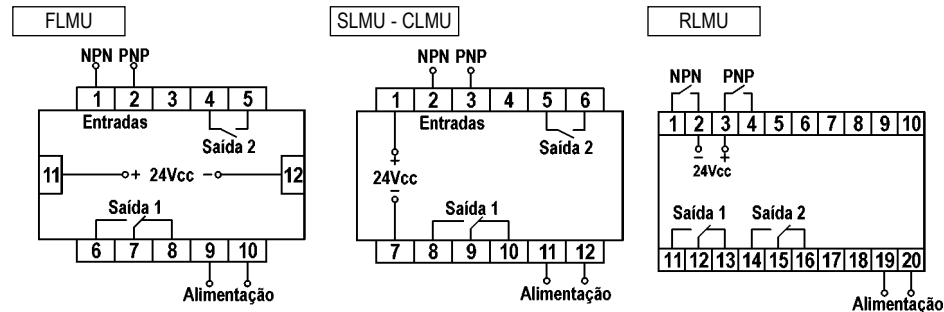 FLMU
NPN PNP
1 2 3 4 5
Entradas
Saída 2
11 + 24Vcc - 12
Saída 1
6 7 8 9 10
Alimentação
SLMU - CLMU
NPN PNP
1 2 3 4 5 6
Entradas
Saída 2
+
24Vcc
-
Saída 1
7 8 9 10 11 12
Alimentação
RLMU
NPN PNP
1 2 3 4 5 6 7 8 9 10
- +
24Vcc
Saída 1 Saída 2
11 12 13 14 15 16 17 18 19 20
Alimentação